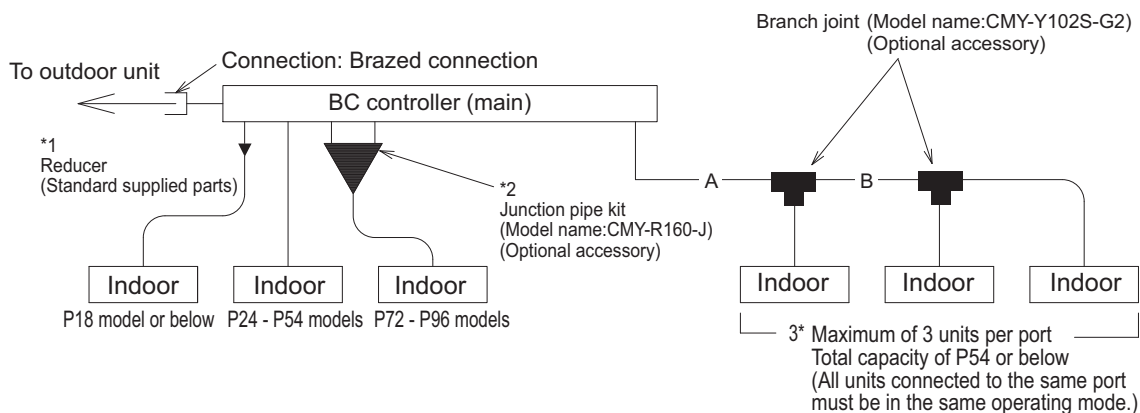 Branch joint (Model name:CMY-Y102S-G2)
(Optional accessory)
To outdoor unit
Connection: Brazed connection
BC controller (main)
*1
Reducer
(Standard supplied parts)
*2
Junction pipe kit
(Model name:CMY-R160-J)
(Optional accessory)
A
B
Indoor
Indoor
Indoor
Indoor
Indoor
Indoor
P18 model or below
P24 - P54 models
P72 - P96 models
3* Maximum of 3 units per port
Total capacity of P54 or below
(All units connected to the same port
must be in the same operating mode.)